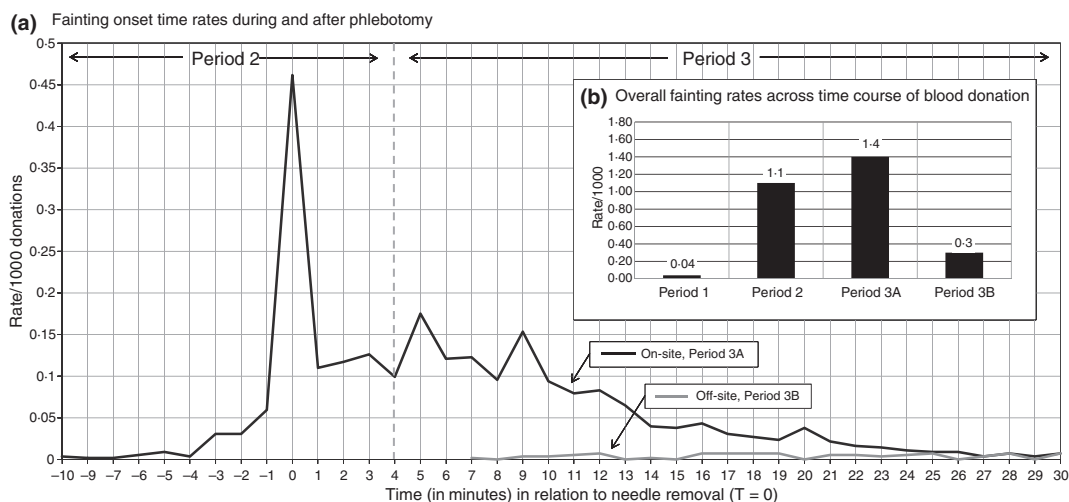 (a) Fainting onset time rates during and after phlebotomy
0·5
0·45
0·4
0·35
0·3
0·25
0·2
0·15
0·1
0·05
0
Rate/1000 donations
Period 2
Period 3
(b) Overall fainting rates across time course of blood donation
1·80
1·60
1·40
1·20
1·00
0·80
0·60
0·40
0·20
0·00
Rate/1000
0·04
1·1
1·4
0·3
Period 1 Period 2 Period 3A Period 3B
On-site, Period 3A
Off-site, Period 3B
–10 –9 –7 –6 –5 –4 –3 –2 –1 0 1 2 3 4 5 6 7 8 9 10 11 12 13 14 15 16 17 18 19 20 21 22 23 24 25 26 27 28 29 30
Time (in minutes) in relation to needle removal (T = 0)